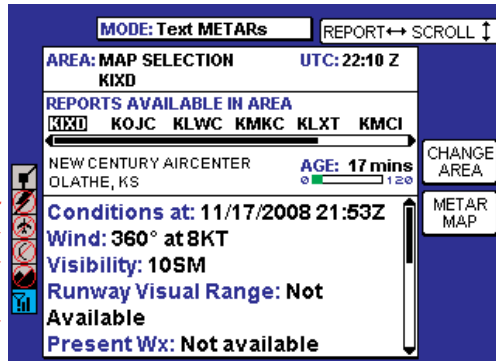 MODE: Text METARs
REPORT↔ SCROLL↕
AREA: MAP SELECTION UTC: 22:10 Z
KIXD
REPORTS AVAILABLE IN AREA
KIXD KOJC KLWC KMKC KLXT KMCI
NEW CENTURY AIRCENTER AGE: 17 mins
OLATHE, KS 0 120
CHANGE
AREA
METAR
MAP
Conditions at: 11/17/2008 21:53Z
Wind: 360° at 8KT
Visibility: 10SM
Runway Visual Range: Not
Available
Present Wx: Not available